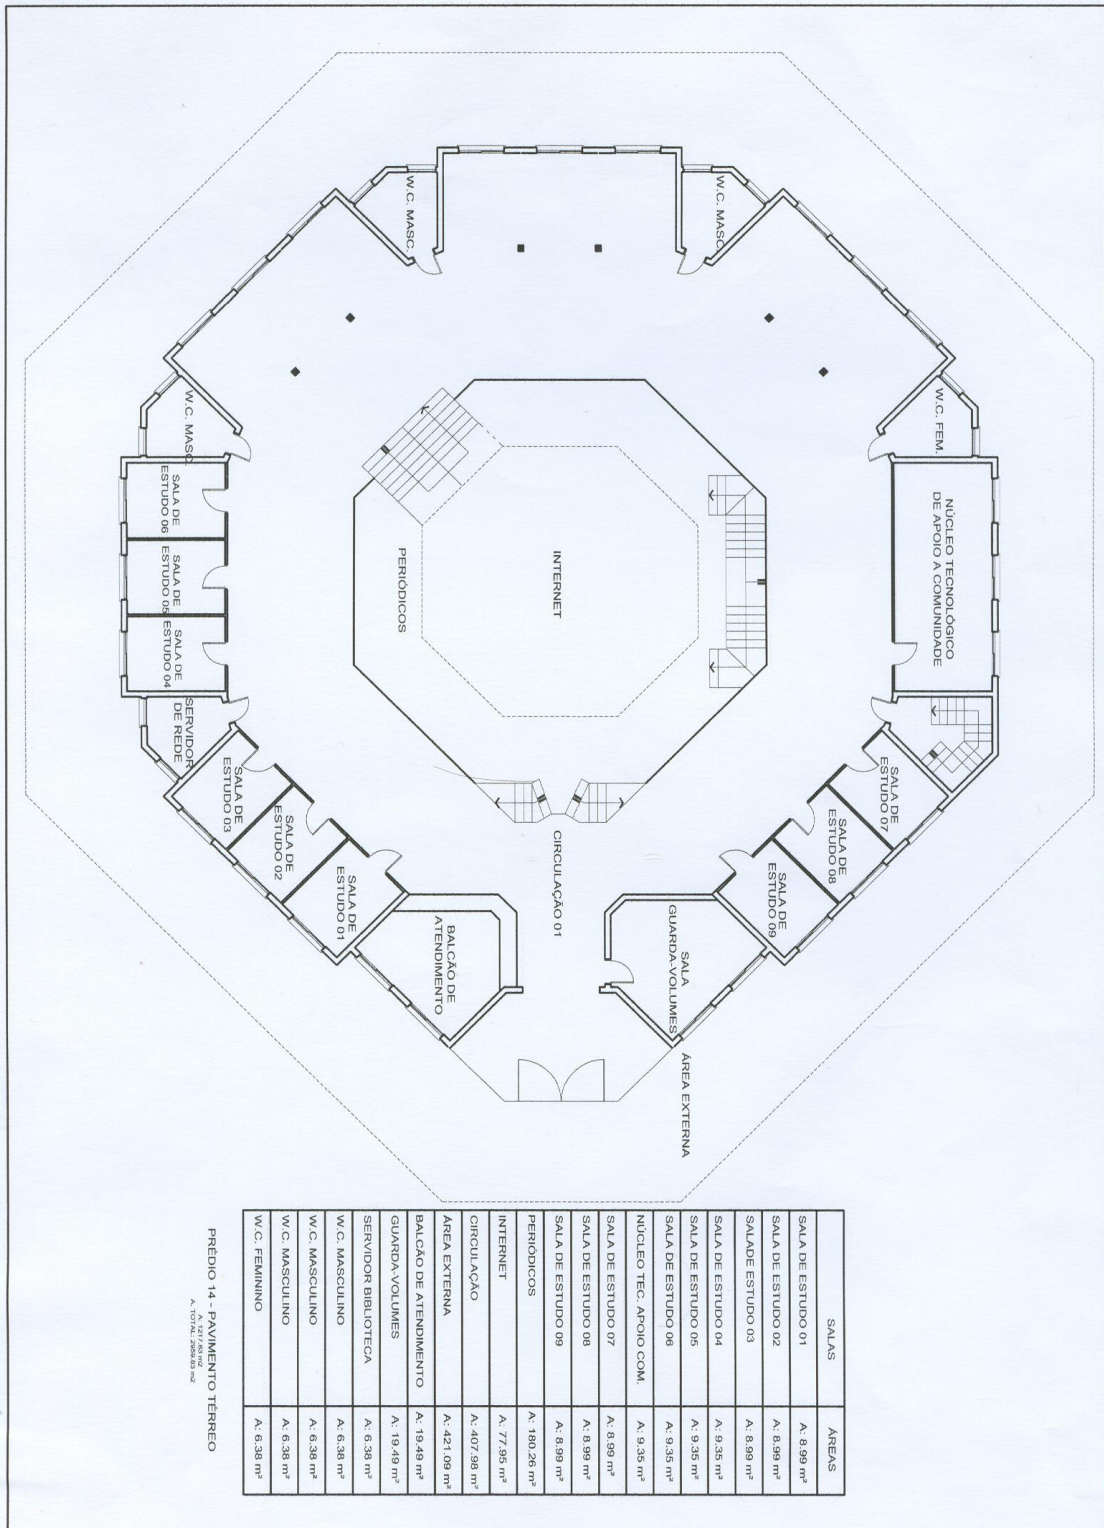 W.C. MASC.
W.C. MASC.
W.C. MASC.
W.C. FEM.
SALA DE
ESTUDO 06
SALA DE
ESTUDO 05
SALA DE
ESTUDO 04
SERVIDOR
DE REDE
SALA DE
ESTUDO 03
SALA DE
ESTUDO 02
SALA DE
ESTUDO 01
PERIÓDICOS
INTERNET
NÚCLEO TECNOLÓGICO
DE APOIO A COMUNIDADE
SALA DE
ESTUDO 07
SALA DE
ESTUDO 08
SALA DE
ESTUDO 09
CIRCULAÇÃO 01
BALCÃO DE
ATENDIMENTO
SALA
GUARDA-VOLUMES
ÁREA EXTERNA
SALAS ÁREAS
SALA DE ESTUDO 01 A: 8.99 m²
SALA DE ESTUDO 02 A: 8.99 m²
SALADE ESTUDO 03 A: 8.99 m²
SALA DE ESTUDO 04 A: 9.35 m²
SALA DE ESTUDO 05 A: 9.35 m²
SALA DE ESTUDO 06 A: 9.35 m²
NÚCLEO TEC. APOIO COM. A: 9.35 m²
SALA DE ESTUDO 07 A: 8.99 m²
SALA DE ESTUDO 08 A: 8.99 m²
SALA DE ESTUDO 09 A: 8.99 m²
PERIÓDICOS A: 180.26 m²
INTERNET A: 77.95 m²
CIRCULAÇÃO A: 407.98 m²
ÁREA EXTERNA A: 421.09 m²
BALCÃO DE ATENDIMENTO A: 19.49 m²
GUARDA-VOLUMES A: 19.49 m²
SERVIDOR BIBLIOTECA A: 6.38 m²
W.C. MASCULINO A: 6.38 m²
W.C. MASCULINO A: 6.38 m²
W.C. MASCULINO A: 6.38 m²
W.C. FEMININO A: 6.38 m²
PRÉDIO 14 - PAVIMENTO TÉRREO
A: 1217.83 m2
A. TOTAL: 2959.83 m2